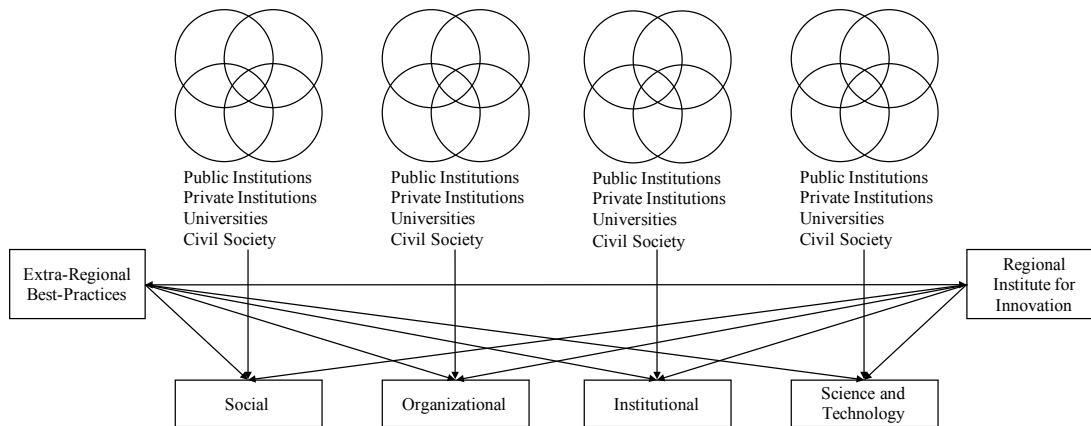 Public Institutions
Private Institutions
Universities
Civil Society
Public Institutions
Private Institutions
Universities
Civil Society
Public Institutions
Private Institutions
Universities
Civil Society
Public Institutions
Private Institutions
Universities
Civil Society
Extra-Regional
Best-Practices
Regional
Institute for
Innovation
Social
Organizational
Institutional
Science and
Technology